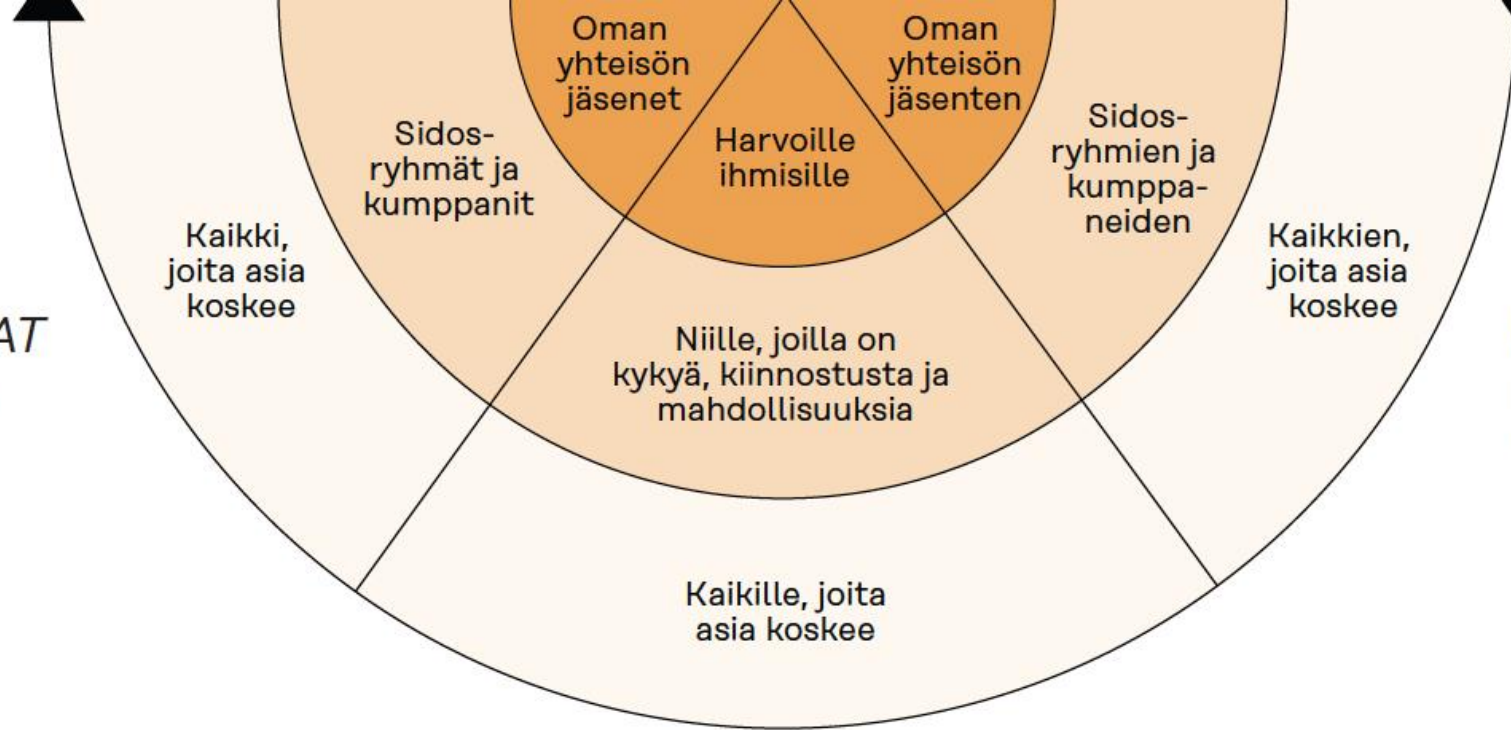 Oman
yhteisön
jäsenet
Oman
yhteisön
jäsenten
Harvoille
ihmisille
Sidos-
ryhmät ja
kumppanit
Sidos-
ryhmien ja
kumppa-
neiden
Kaikki,
joita asia
koskee
Kaikkien,
joita asia
koskee
AT
Niille, joilla on
kykyä, kiinnostusta ja
mahdollisuuksia
Kaikille, joita
asia koskee